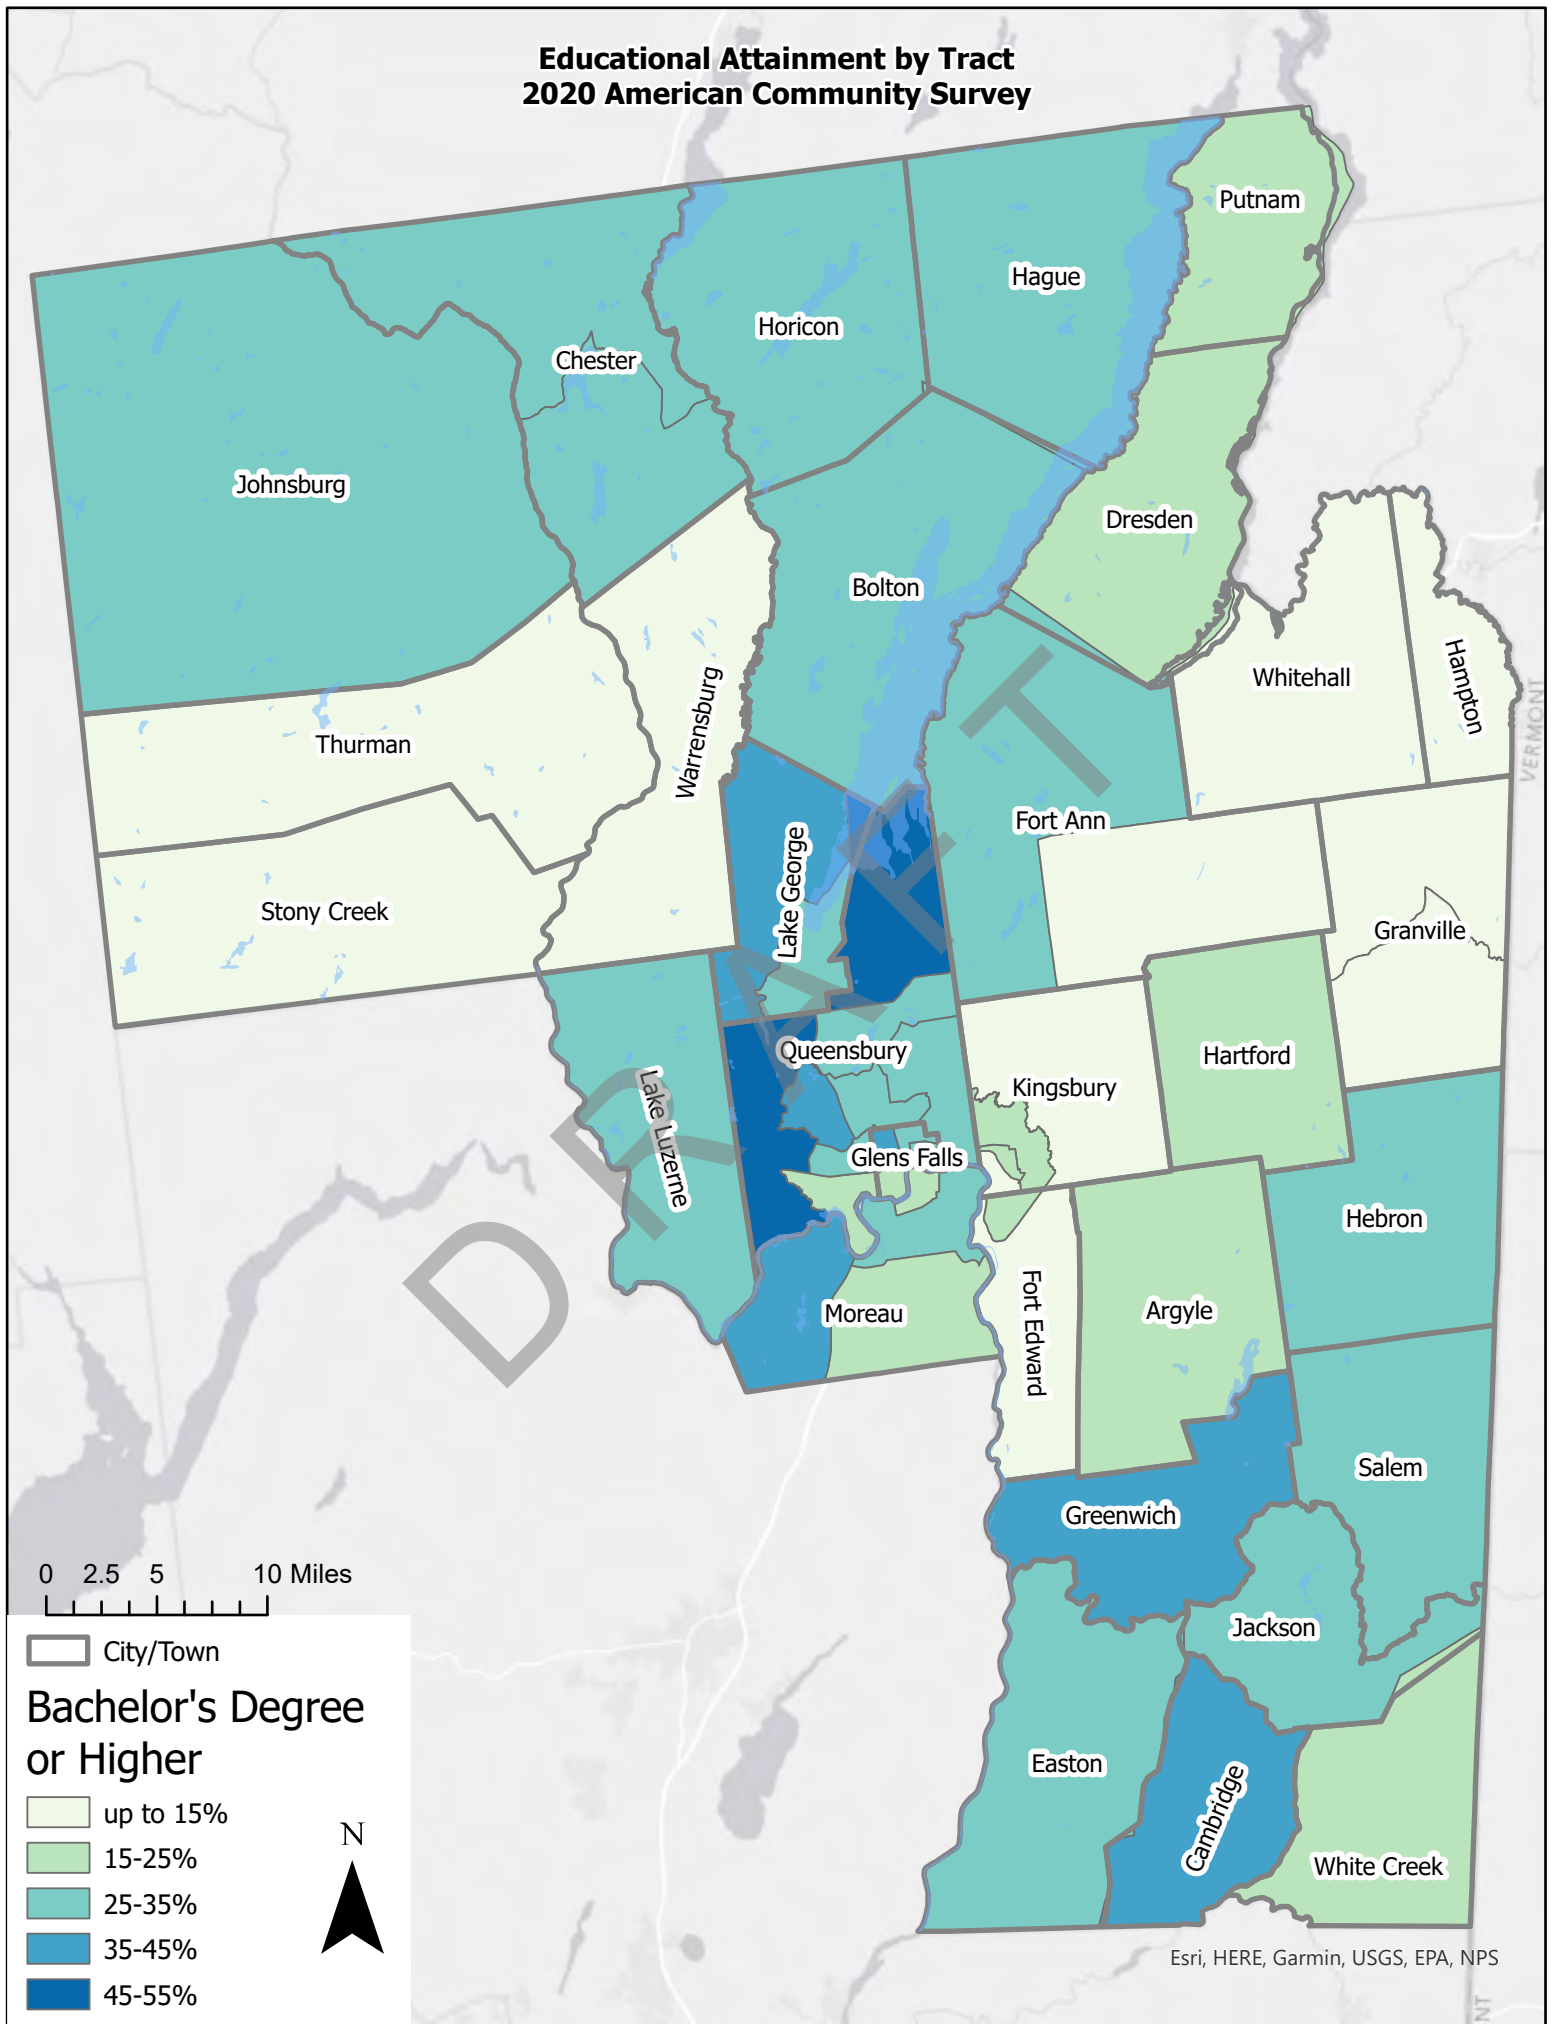 Educational Attainment by Tract
2020 American Community Survey
Putnam
Hague
Horicon
Chester
Johnsburg
Dresden
Bolton
Whitehall
Hampton
VERMONT
Warrensburg
Thurman
Fort Ann
Lake George
Stony Creek
Granville
Queensbury
Hartford
Kingsbury
Lake Luzerne
Glens Falls
Hebron
Fort Edward
Moreau
Argyle
Salem
Greenwich
Jackson
Easton
Cambridge
White Creek
DRAFT
0 2.5 5 10 Miles
City/Town
Bachelor's Degree
or Higher
up to 15%
15-25%
25-35%
35-45%
45-55%
N
Esri, HERE, Garmin, USGS, EPA, NPS
NT